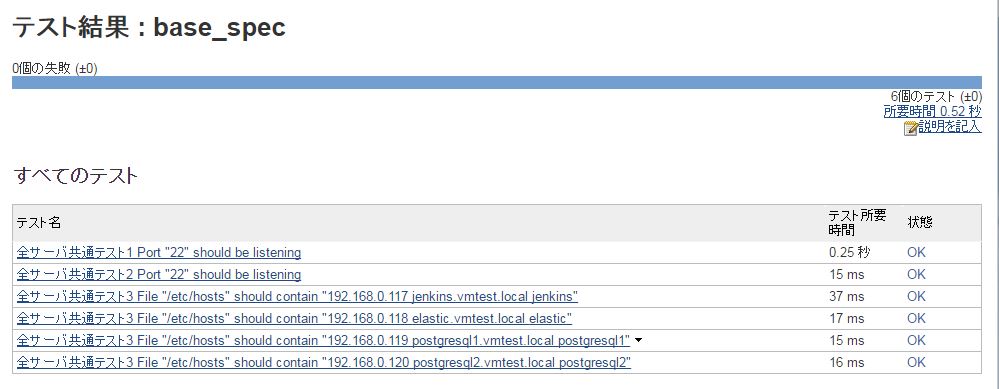 テスト結果 : base_spec
0個の失敗 (±0)
6個のテスト (±0)
所要時間 0.52 秒
説明を記入
すべてのテスト
テスト名 テスト所要時間 状態
全サーバ共通テスト1 Port "22" should be listening 0.25 秒 OK
全サーバ共通テスト2 Port "22" should be listening 15 ms OK
全サーバ共通テスト3 File "/etc/hosts" should contain "192.168.0.117 jenkins.vmtest.local jenkins" 37 ms OK
全サーバ共通テスト3 File "/etc/hosts" should contain "192.168.0.118 elastic.vmtest.local elastic" 17 ms OK
全サーバ共通テスト3 File "/etc/hosts" should contain "192.168.0.119 postgresql1.vmtest.local postgresql1" 15 ms OK
全サーバ共通テスト3 File "/etc/hosts" should contain "192.168.0.120 postgresql2.vmtest.local postgresql2" 16 ms OK